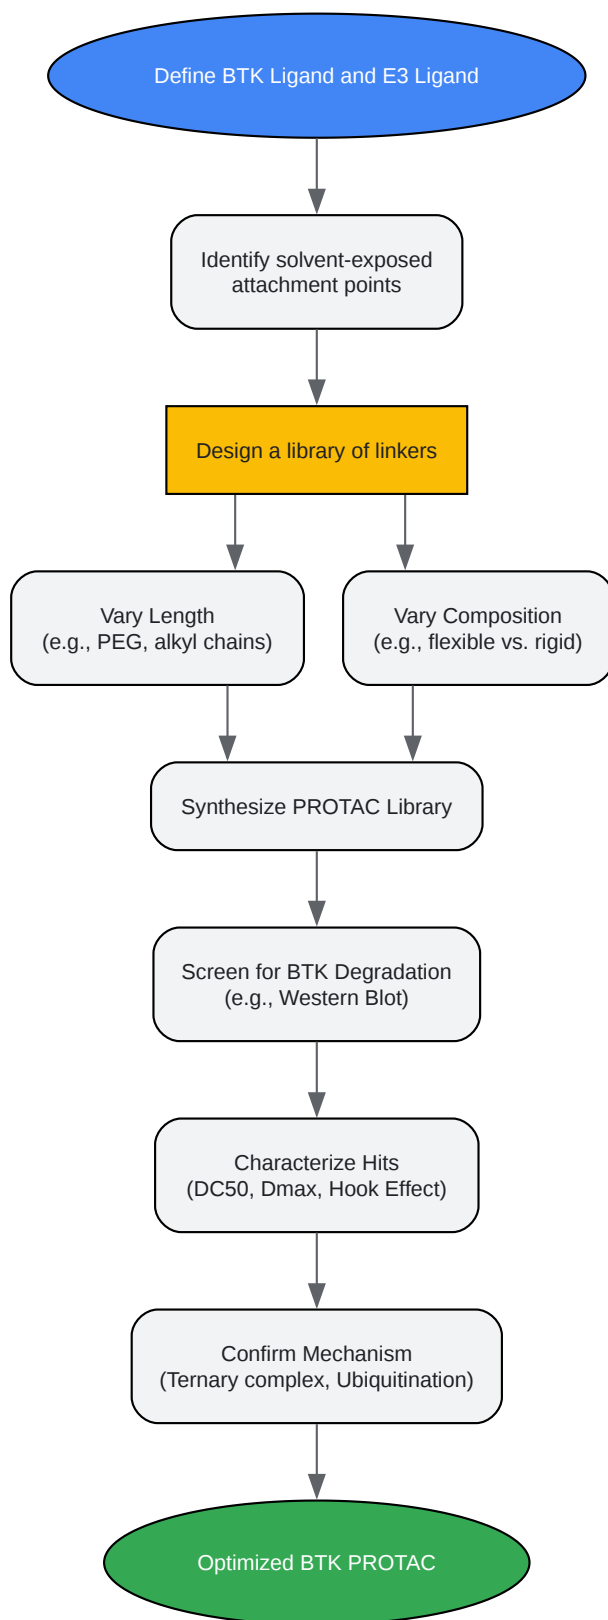 Define BTK Ligand and E3 Ligand
Identify solvent-exposed
attachment points
Design a library of linkers
Vary Length
(e.g., PEG, alkyl chains)
Vary Composition
(e.g., flexible vs. rigid)
Synthesize PROTAC Library
Screen for BTK Degradation
(e.g., Western Blot)
Characterize Hits
(DC50, Dmax, Hook Effect)
Confirm Mechanism
(Ternary complex, Ubiquitination)
Optimized BTK PROTAC